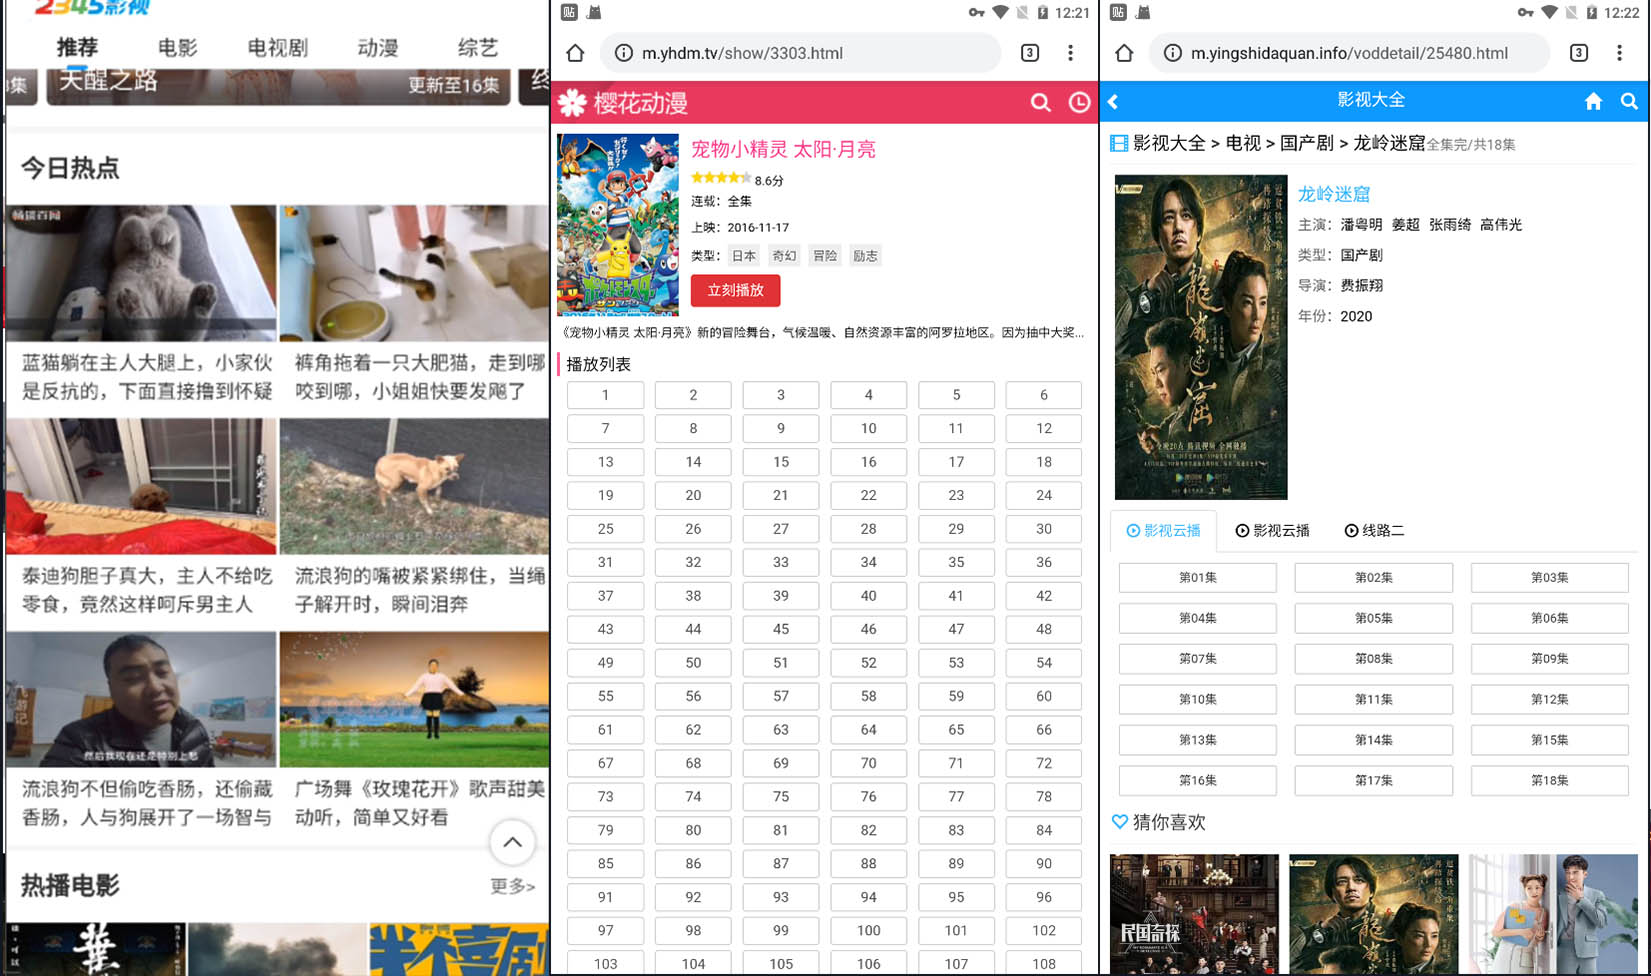 2345影视
推荐
电影
电视剧
动漫
综艺
天醒之路
更新至16集
今日热点
蓝猫躺在主人大腿上，小家伙
是反抗的，下面直接撸到怀疑
裤角拖着一只大肥猫，走到哪
咬到哪，小姐姐快要发飚了
泰迪狗胆子真大，主人不给吃
零食，竟然这样呵斥男主人
流浪狗的嘴被紧紧绑住，当绳
子解开时，瞬间泪奔
然后我现在还是特别上愁
流浪狗不但偷吃香肠，还偷藏
香肠，人与狗展开了一场智与
广场舞《玫瑰花开》歌声甜美
动听，简单又好看
热播电影
更多>
12:21
m.yhdm.tv/show/3303.html
3
樱花动漫
宠物小精灵 太阳·月亮
8.6分
连载：全集
上映：2016-11-17
类型：日本 奇幻 冒险 励志
立刻播放
《宠物小精灵 太阳·月亮》新的冒险舞台，气候温暖、自然资源丰富的阿罗拉地区。因为抽中大奖...
播放列表
1 2 3 4 5 6
7 8 9 10 11 12
13 14 15 16 17 18
19 20 21 22 23 24
25 26 27 28 29 30
31 32 33 34 35 36
37 38 39 40 41 42
43 44 45 46 47 48
49 50 51 52 53 54
55 56 57 58 59 60
61 62 63 64 65 66
67 68 69 70 71 72
73 74 75 76 77 78
79 80 81 82 83 84
85 86 87 88 89 90
91 92 93 94 95 96
97 98 99 100 101 102
103 104 105 106 107 108
12:22
m.yingshidaquan.info/voddetail/25480.html
3
影视大全
影视大全 > 电视 > 国产剧 > 龙岭迷窟全集完/共18集
龙岭迷窟
主演：潘粤明 姜超 张雨绮 高伟光
类型：国产剧
导演：费振翔
年份：2020
影视云播
影视云播
线路二
第01集 第02集 第03集
第04集 第05集 第06集
第07集 第08集 第09集
第10集 第11集 第12集
第13集 第14集 第15集
第16集 第17集 第18集
猜你喜欢
民国奇探